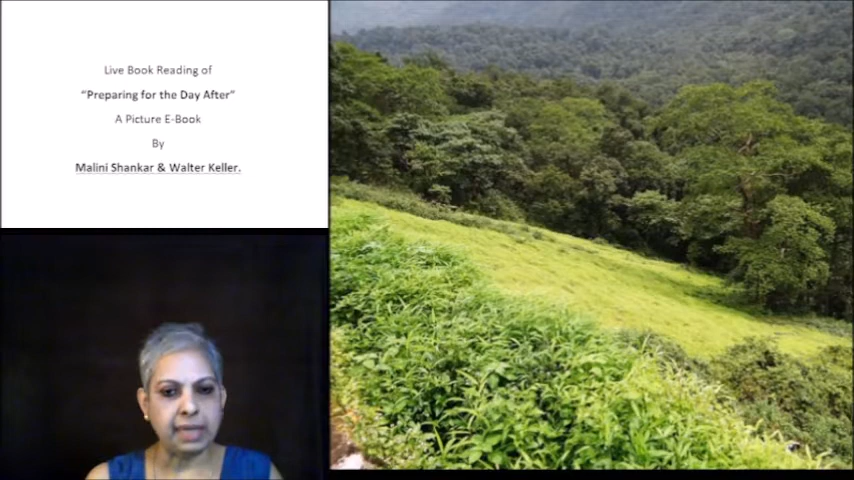 Live Book Reading of
“Preparing for the Day After”
A Picture E-Book
By
Malini Shankar & Walter Keller.